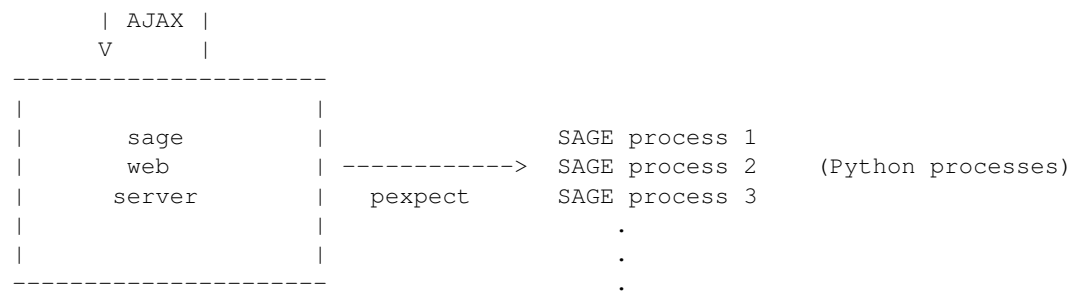 | AJAX |
V |
----------------------
| |
| sage | SAGE process 1
| web | ------------> SAGE process 2 (Python processes)
| server | pexpect SAGE process 3
| | .
| | .
---------------------- .